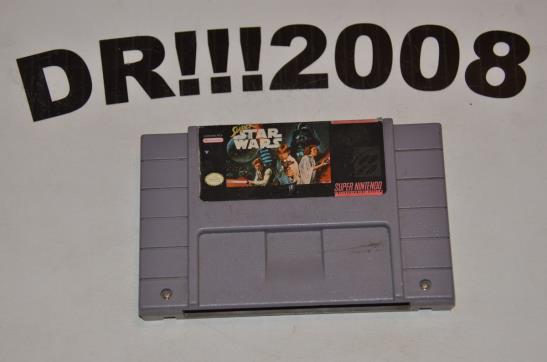 DR!!!2008
Super
STAR
WARS
SUPER NINTENDO